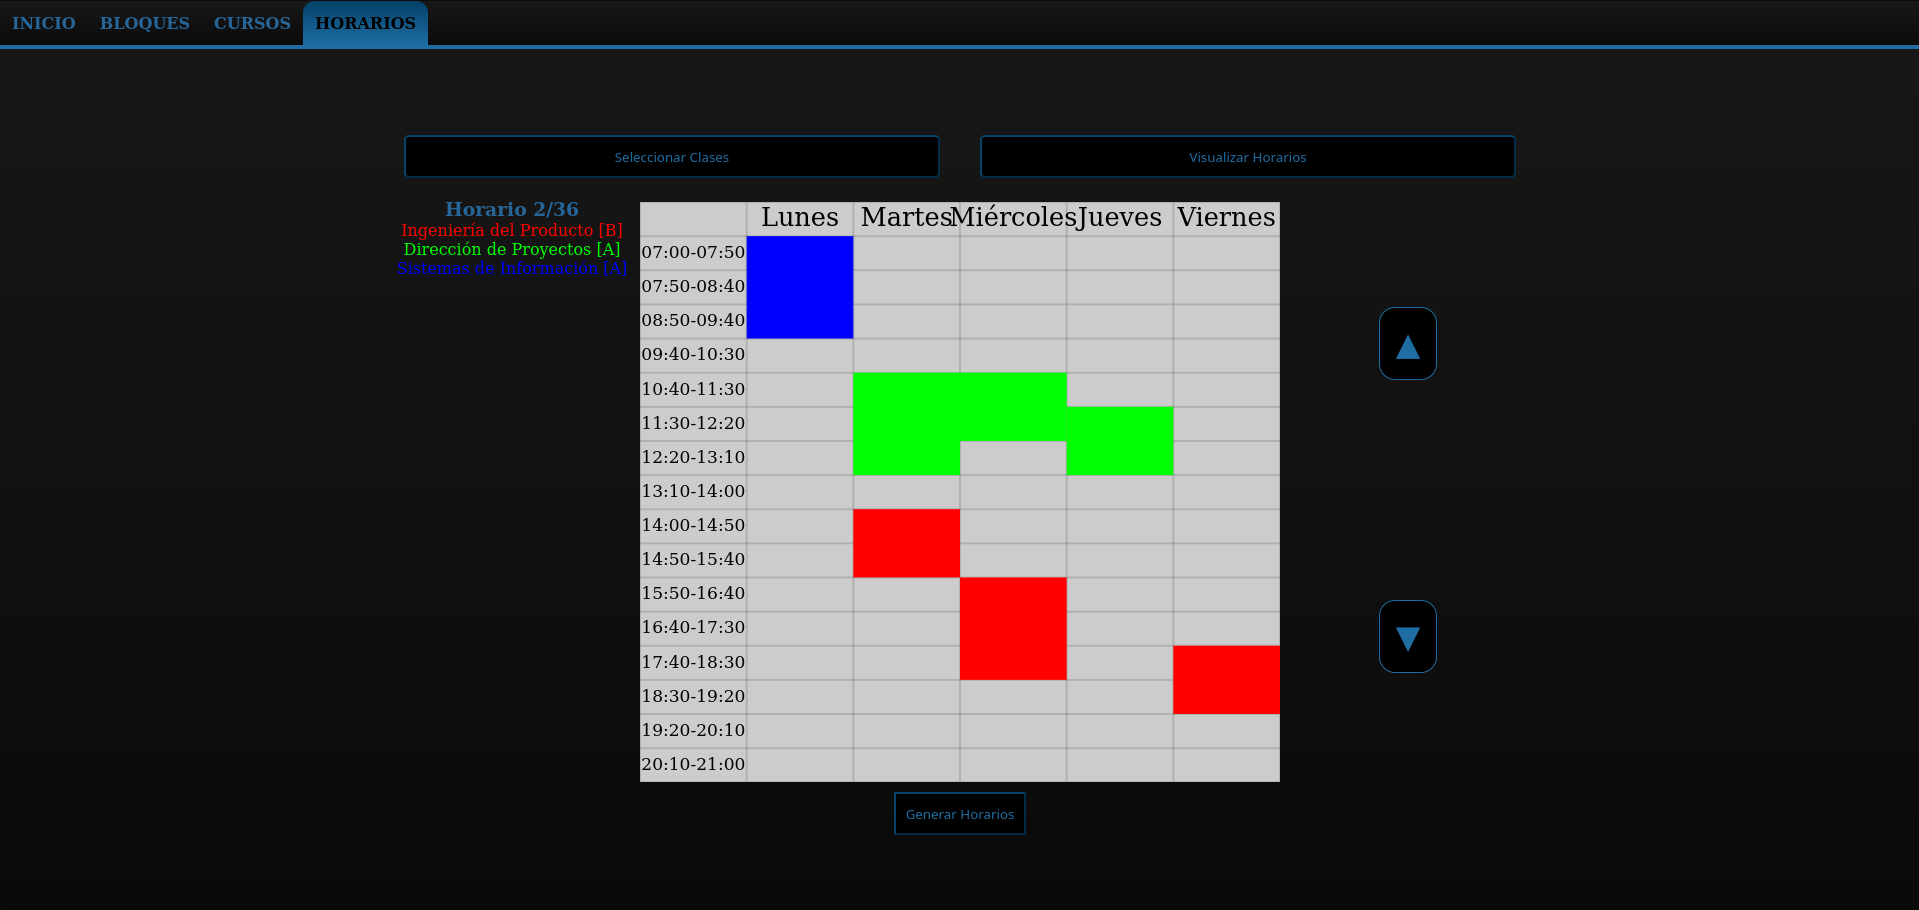 INICIO BLOQUES CURSOS HORARIOS
Seleccionar Clases Visualizar Horarios
Horario 2/36
Ingeniería del Producto [B]
Dirección de Proyectos [A]
Sistemas de Información [A]
Lunes Martes Miércoles Jueves Viernes
07:00-07:50
07:50-08:40
08:50-09:40
09:40-10:30
10:40-11:30
11:30-12:20
12:20-13:10
13:10-14:00
14:00-14:50
14:50-15:40
15:50-16:40
16:40-17:30
17:40-18:30
18:30-19:20
19:20-20:10
20:10-21:00
▲
▼
Generar Horarios